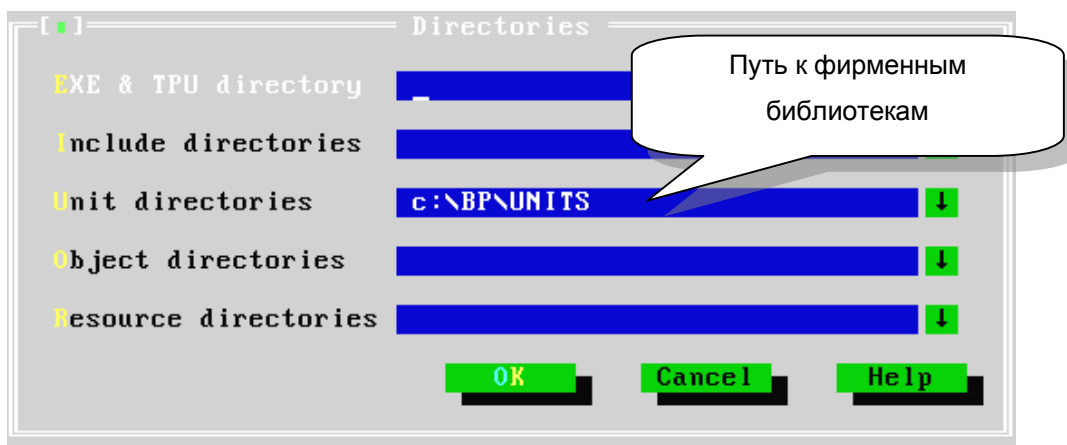 [■] Directories
Путь к фирменным
библиотекам
EXE & TPU directory
Include directories
Unit directories c:\BP\UNITS ↓
Object directories ↓
Resource directories ↓
OK Cancel Help